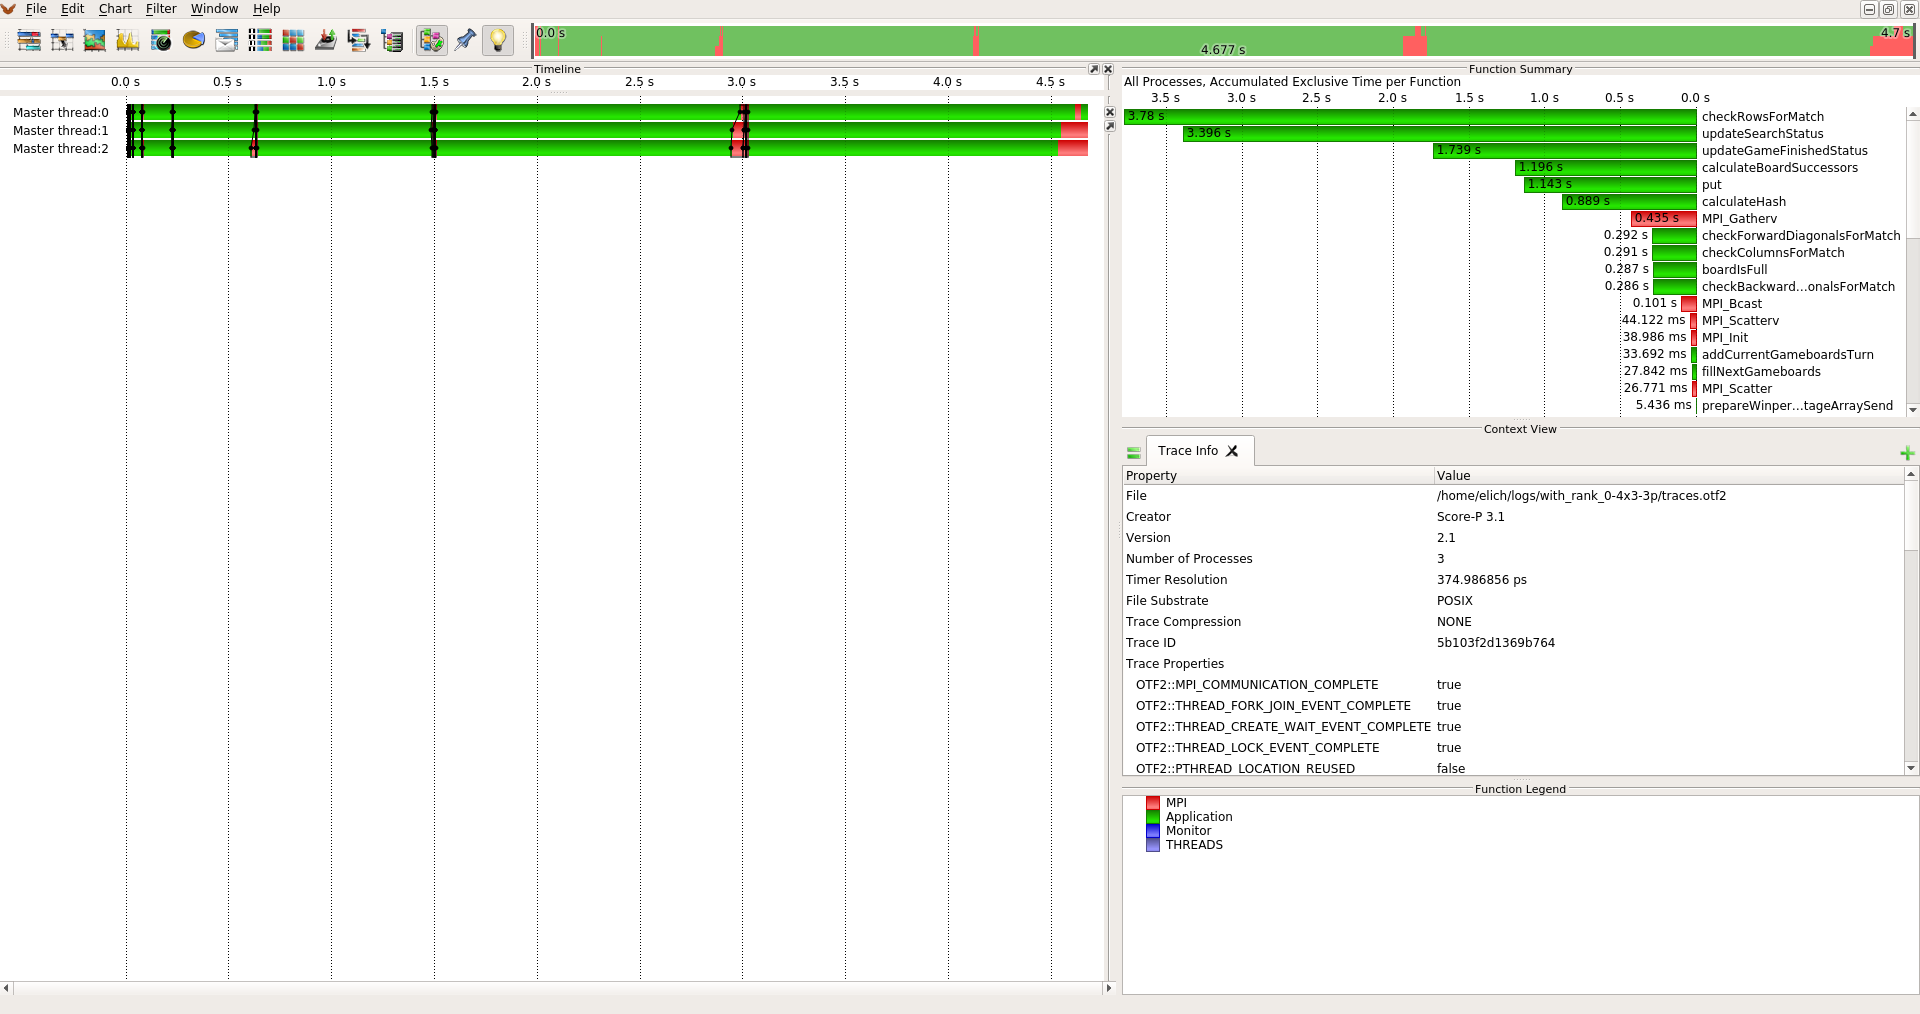 File Edit Chart Filter Window Help
0.0 s
4.677 s
4.7 s
Timeline
0.0 s 0.5 s 1.0 s 1.5 s 2.0 s 2.5 s 3.0 s 3.5 s 4.0 s 4.5 s
Master thread:0
Master thread:1
Master thread:2
Function Summary
All Processes, Accumulated Exclusive Time per Function
3.5 s 3.0 s 2.5 s 2.0 s 1.5 s 1.0 s 0.5 s 0.0 s
3.78 s checkRowsForMatch
3.396 s updateSearchStatus
1.739 s updateGameFinishedStatus
1.196 s calculateBoardSuccessors
1.143 s put
0.889 s calculateHash
0.435 s MPI_Gatherv
0.292 s checkForwardDiagonalsForMatch
0.291 s checkColumnsForMatch
0.287 s boardIsFull
0.286 s checkBackward...onalsForMatch
0.101 s MPI_Bcast
44.122 ms MPI_Scatterv
38.986 ms MPI_Init
33.692 ms addCurrentGameboardsTurn
27.842 ms fillNextGameboards
26.771 ms MPI_Scatter
5.436 ms prepareWinper...tageArraySend
Context View
Trace Info
Property Value
File /home/elich/logs/with_rank_0-4x3-3p/traces.otf2
Creator Score-P 3.1
Version 2.1
Number of Processes 3
Timer Resolution 374.986856 ps
File Substrate POSIX
Trace Compression NONE
Trace ID 5b103f2d1369b764
Trace Properties
OTF2::MPI_COMMUNICATION_COMPLETE true
OTF2::THREAD_FORK_JOIN_EVENT_COMPLETE true
OTF2::THREAD_CREATE_WAIT_EVENT_COMPLETE true
OTF2::THREAD_LOCK_EVENT_COMPLETE true
OTF2::PTHREAD_LOCATION_REUSED false
Function Legend
MPI
Application
Monitor
THREADS